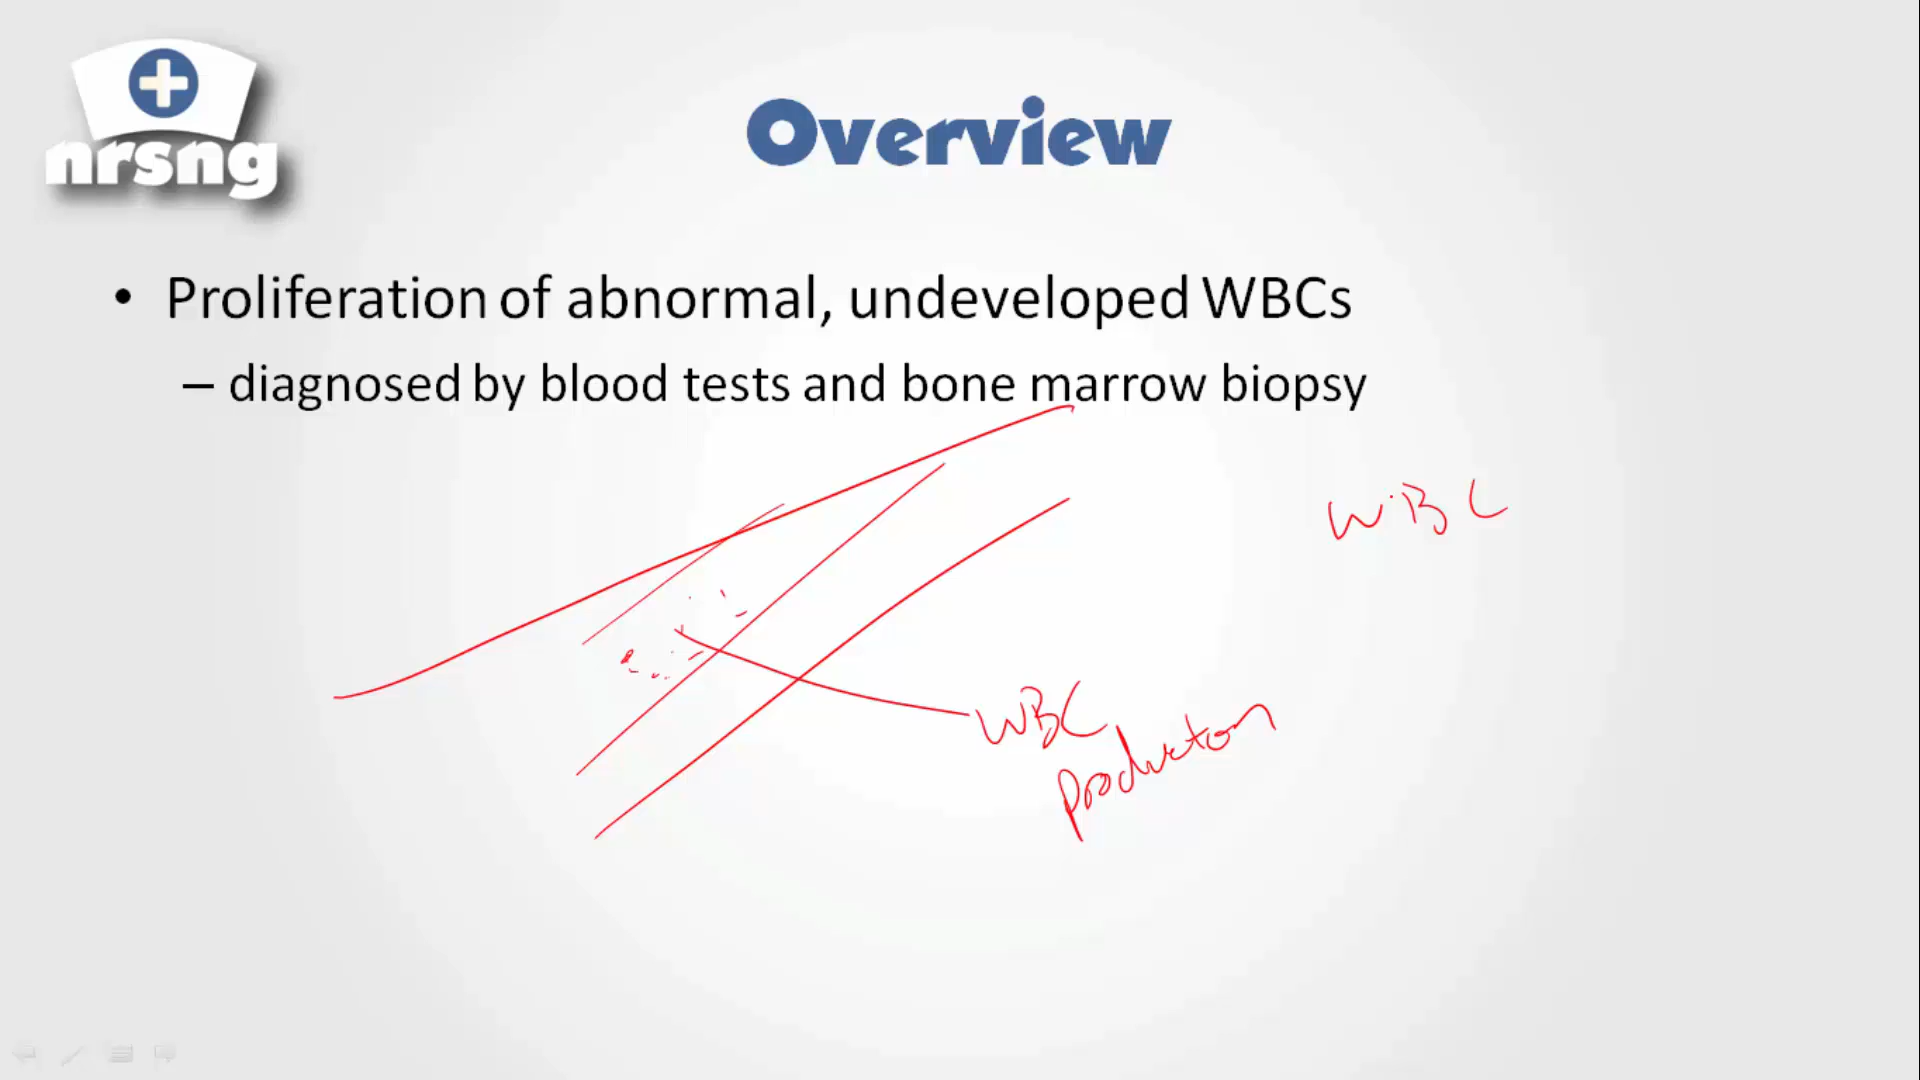 nrsng
Overview
• Proliferation of abnormal, undeveloped WBCs
– diagnosed by blood tests and bone marrow biopsy
WBC
WBC
production